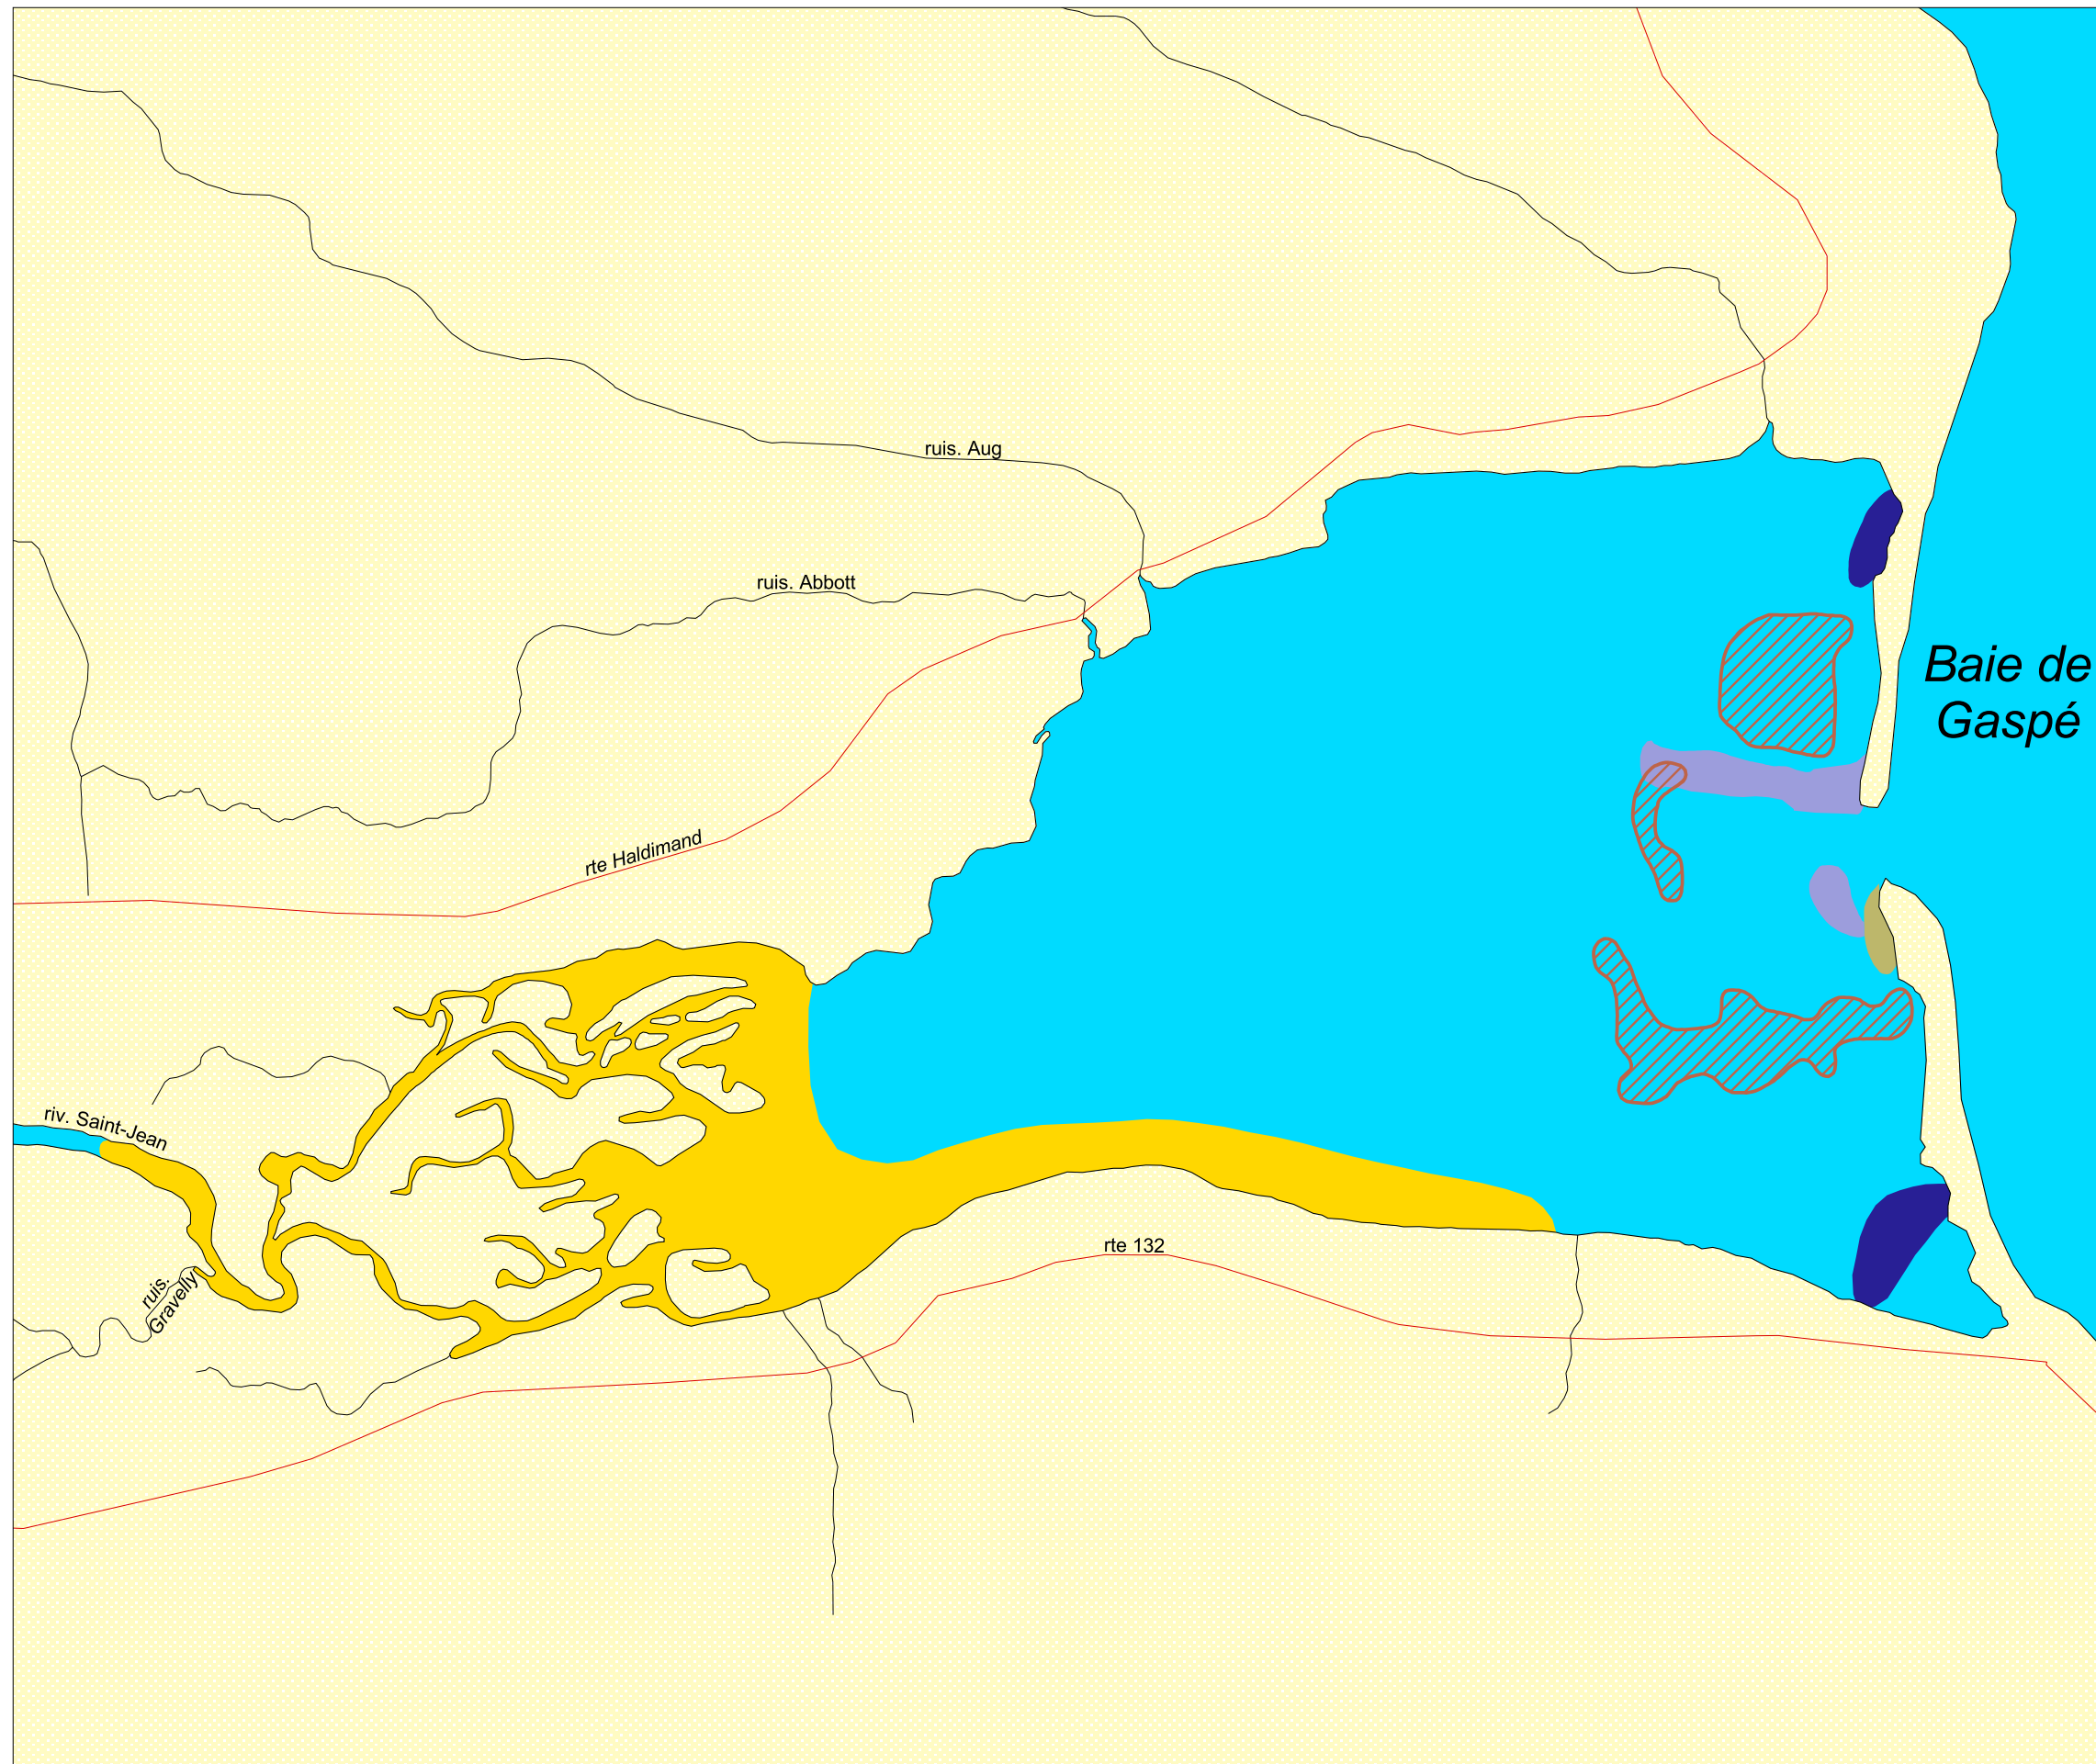 ruis. Aug
ruis. Abbott
Baie de
Gaspé
rte Haldimand
riv. Saint-Jean
rte 132
ruis.
Gravelly